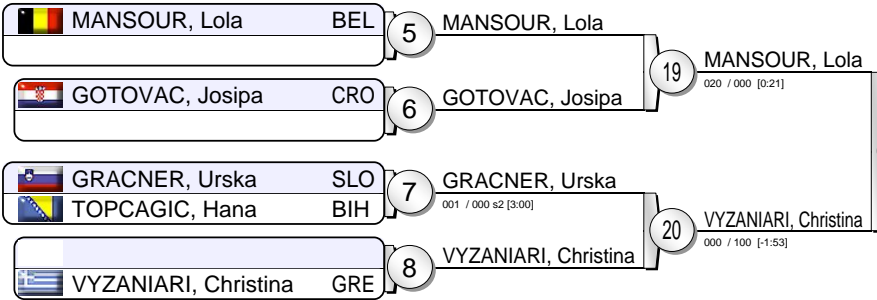 MANSOUR, Lola BEL
5
MANSOUR, Lola
19
MANSOUR, Lola
020 / 000 [0:21]
GOTOVAC, Josipa CRO
6
GOTOVAC, Josipa
GRACNER, Urska SLO
7
GRACNER, Urska
001 / 000 s2 [3:00]
TOPCAGIC, Hana BIH
20
VYZANIARI, Christina
000 / 100 [-1:53]
8
VYZANIARI, Christina
VYZANIARI, Christina GRE